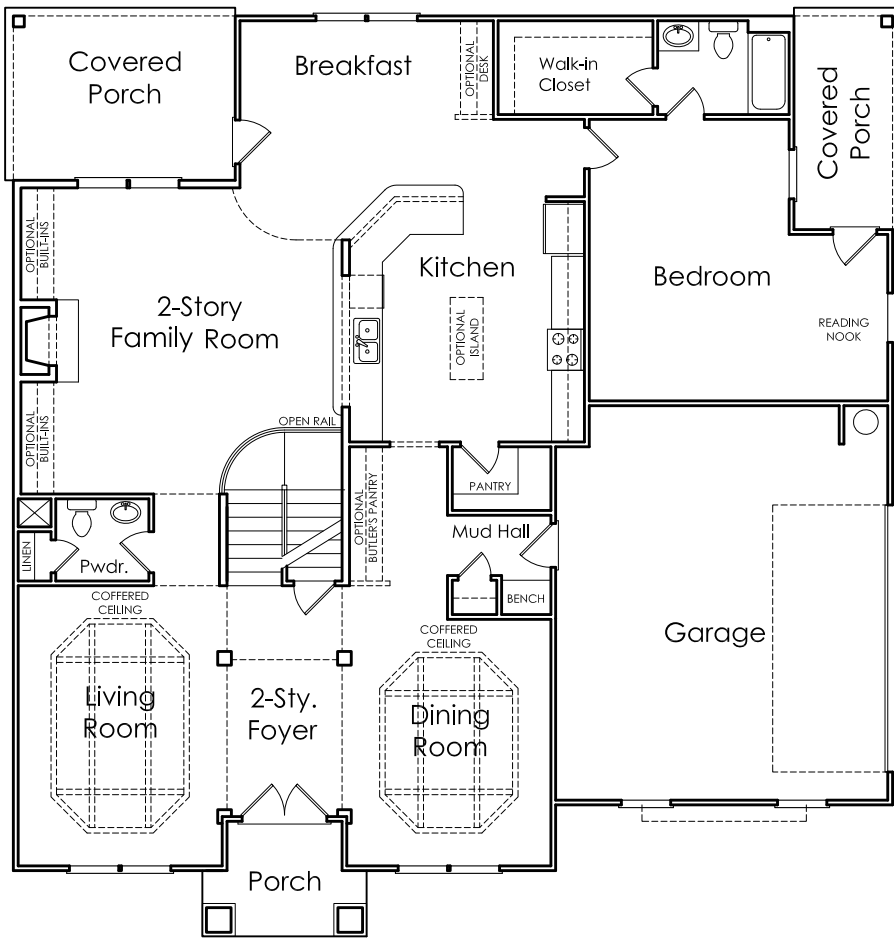 Covered
Porch
Breakfast
OPTIONAL
DESK
Walk-in
Closet
Covered
Porch
OPTIONAL
BUILT-INS
2-Story
Family Room
Kitchen
OPTIONAL
ISLAND
Bedroom
READING
NOOK
OPTIONAL
BUILT-INS
OPEN RAIL
PANTRY
OPTIONAL
BUTLER'S PANTRY
Mud Hall
LINEN
Pwdr.
BENCH
COFFERED
CEILING
COFFERED
CEILING
Garage
Living
Room
2-Sty.
Foyer
Dining
Room
Porch